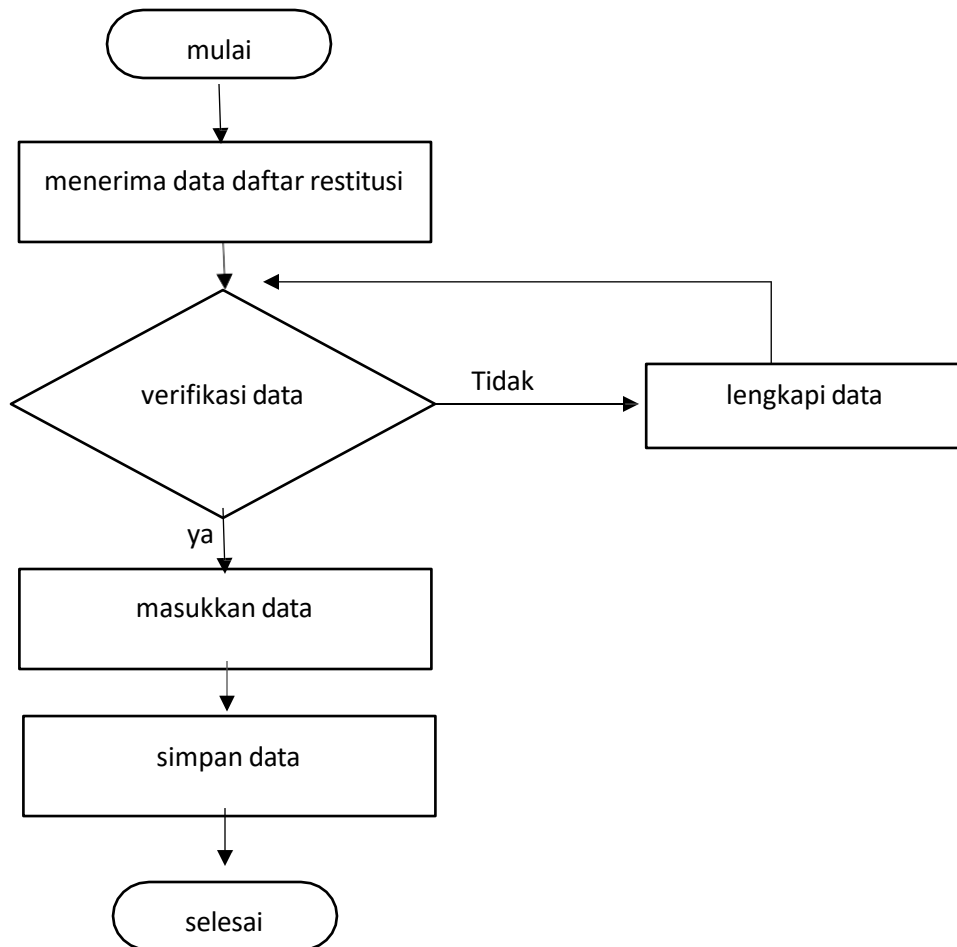 mulai
menerima data daftar restitusi
verifikasi data
Tidak
lengkapi data
ya
masukkan data
simpan data
selesai